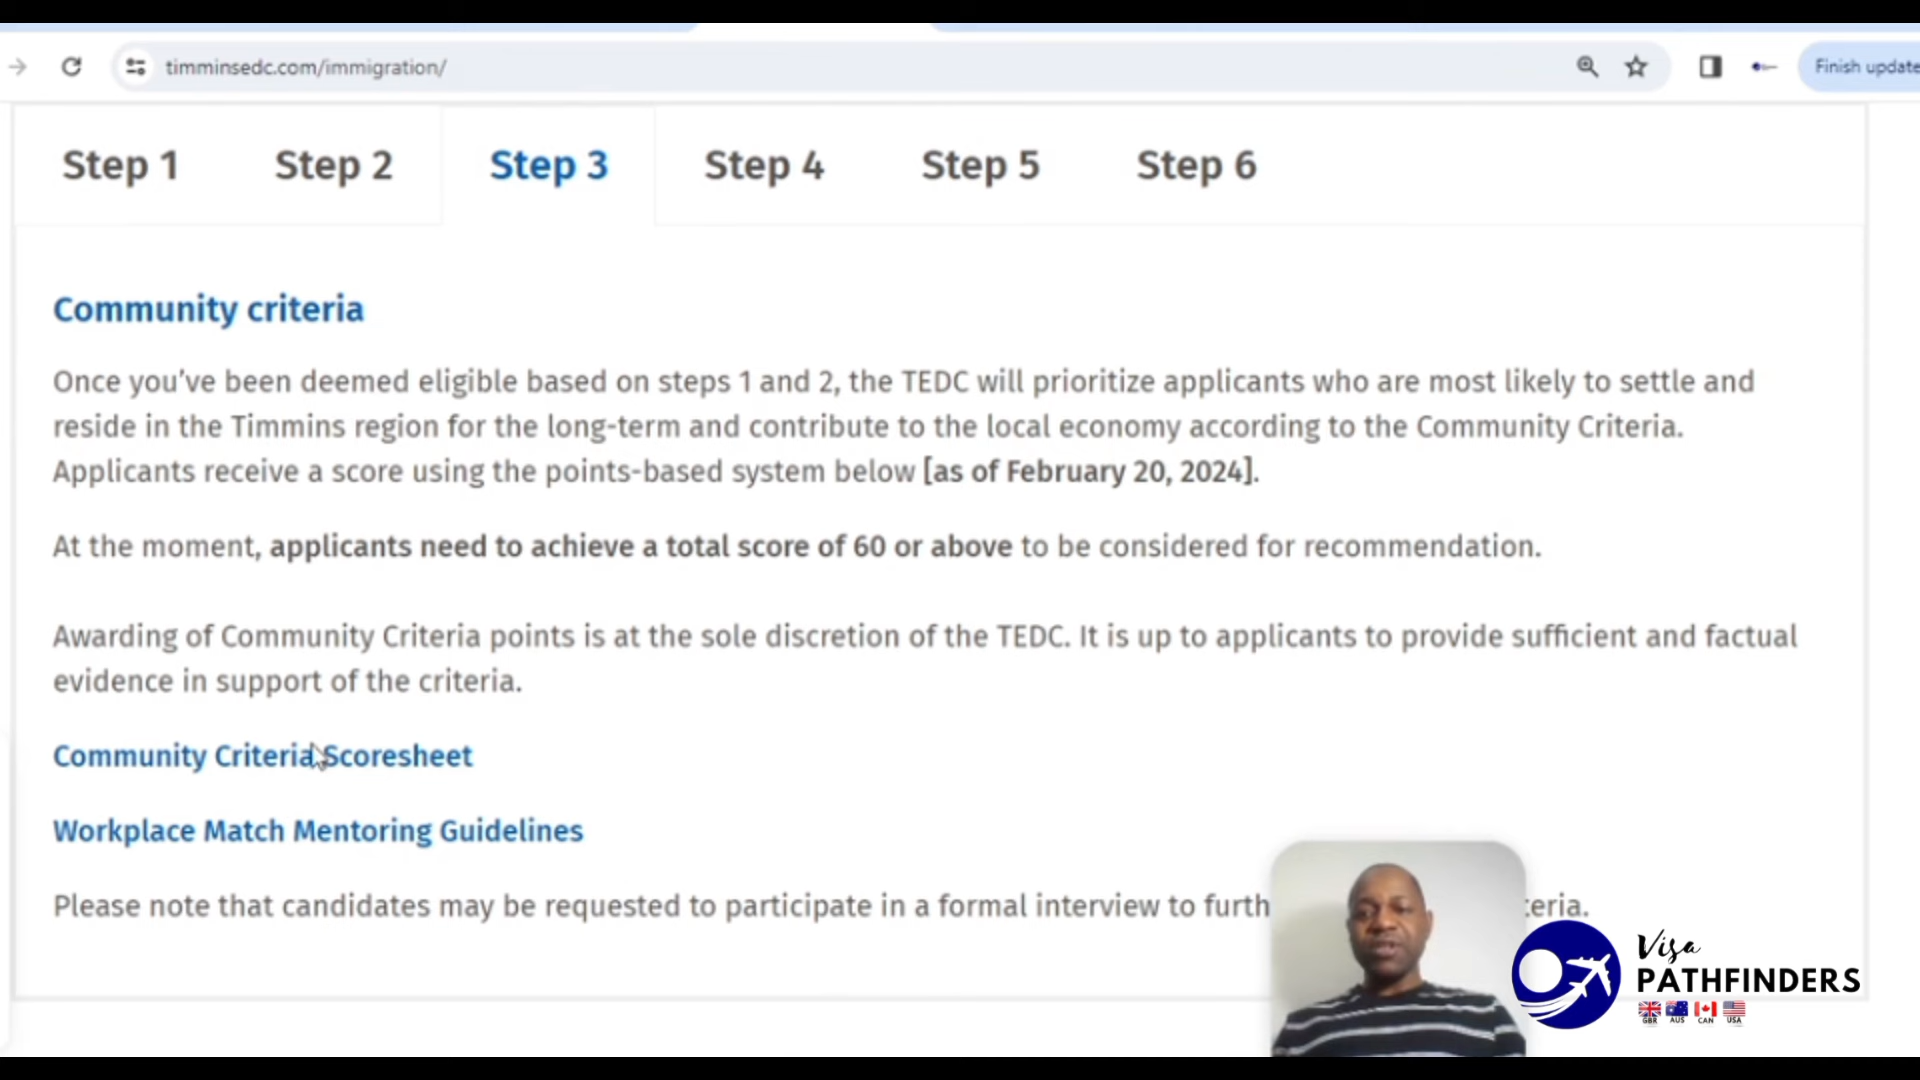 timminsedc.com/immigration/
Finish update
Step 1 Step 2 Step 3 Step 4 Step 5 Step 6
Community criteria
Once you've been deemed eligible based on steps 1 and 2, the TEDC will prioritize applicants who are most likely to settle and
reside in the Timmins region for the long-term and contribute to the local economy according to the Community Criteria.
Applicants receive a score using the points-based system below [as of February 20, 2024].
At the moment, applicants need to achieve a total score of 60 or above to be considered for recommendation.
Awarding of Community Criteria points is at the sole discretion of the TEDC. It is up to applicants to provide sufficient and factual
evidence in support of the criteria.
Community Criteria Scoresheet
Workplace Match Mentoring Guidelines
Please note that candidates may be requested to participate in a formal interview to furth
teria.
Visa
PATHFINDERS
GBR AUS CAN USA